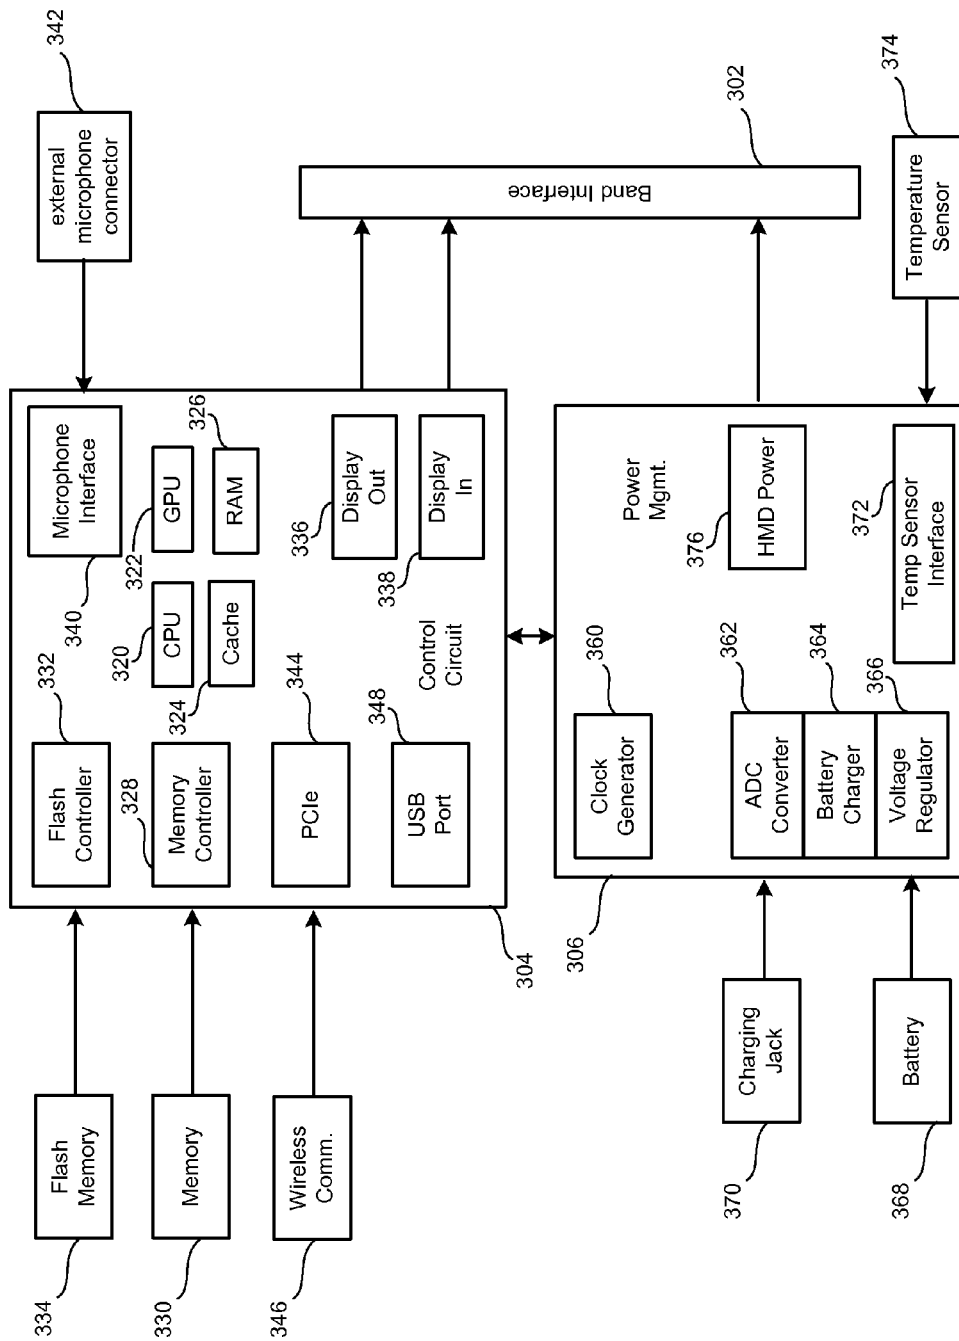 334
Flash
Memory
330
Memory
346
Wireless
Comm.
332
Flash
Controller
328
Memory
Controller
344
PCIe
348
USB
Port
304
320
CPU
324
Cache
322
GPU
326
RAM
340
Microphone
Interface
336
Display
Out
338
Display
In
Control
Circuit
342
external
microphone
connector
302
Band Interface
370
Charging
Jack
368
Battery
306
360
Clock
Generator
362
ADC
Converter
364
Battery
Charger
366
Voltage
Regulator
Power
Mgmt.
376
HMD Power
372
Temp Sensor
Interface
374
Temperature
Sensor